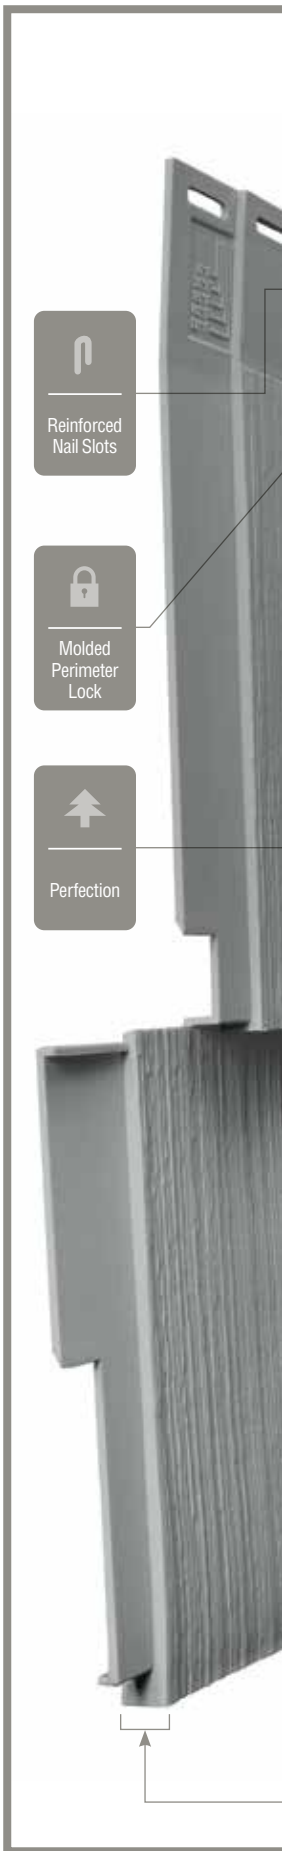 Reinforced
Nail Slots
Molded
Perimeter
Lock
Perfection